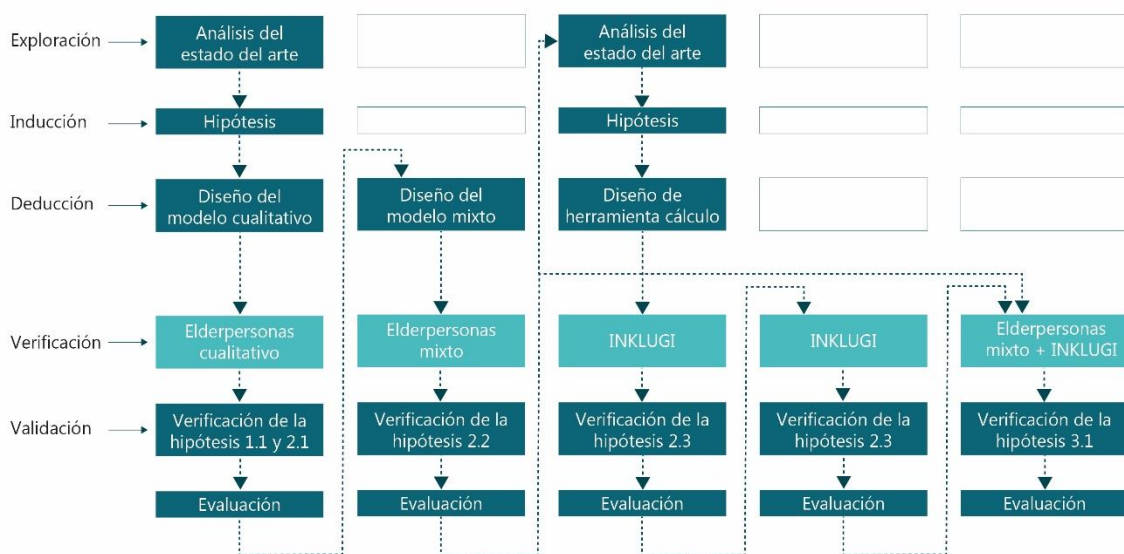 Exploración
Análisis del
estado del arte
Análisis del
estado del arte
Inducción
Hipótesis
Hipótesis
Deducción
Diseño del
modelo cualitativo
Diseño del
modelo mixto
Diseño de
herramienta cálculo
Verificación
Elderpersonas
cualitativo
Elderpersonas
mixto
INKLUGI
INKLUGI
Elderpersonas
mixto + INKLUGI
Validación
Verificación de la
hipótesis 1.1 y 2.1
Verificación de la
hipótesis 2.2
Verificación de la
hipótesis 2.3
Verificación de la
hipótesis 2.3
Verificación de la
hipótesis 3.1
Evaluación
Evaluación
Evaluación
Evaluación
Evaluación